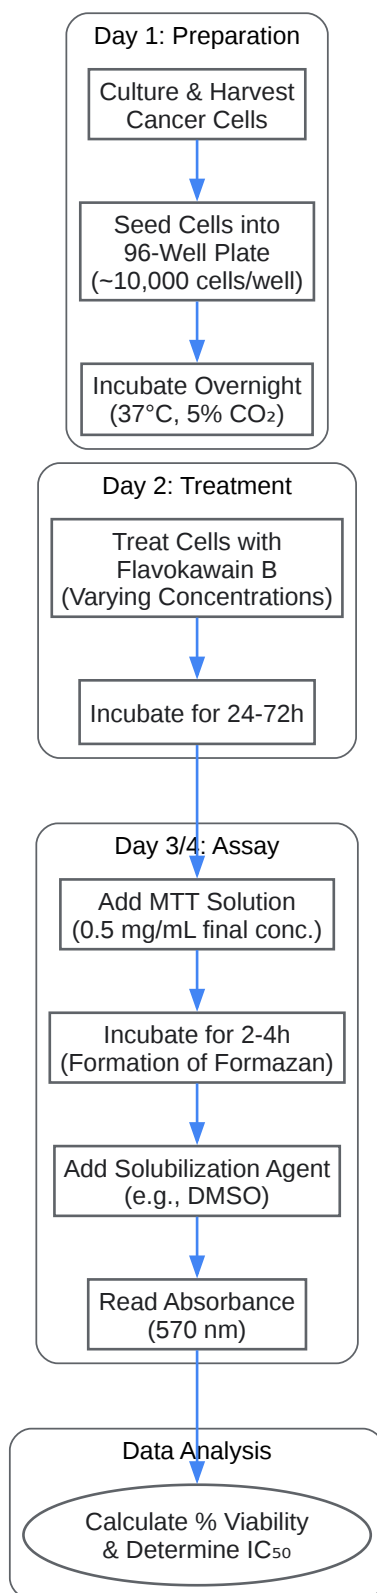 Day 1: Preparation
Culture & Harvest
Cancer Cells
Seed Cells into
96-Well Plate
(~10,000 cells/well)
Incubate Overnight
(37°C, 5% CO₂)
Day 2: Treatment
Treat Cells with
Flavokawain B
(Varying Concentrations)
Incubate for 24-72h
Day 3/4: Assay
Add MTT Solution
(0.5 mg/mL final conc.)
Incubate for 2-4h
(Formation of Formazan)
Add Solubilization Agent
(e.g., DMSO)
Read Absorbance
(570 nm)
Data Analysis
Calculate % Viability
& Determine IC₅₀